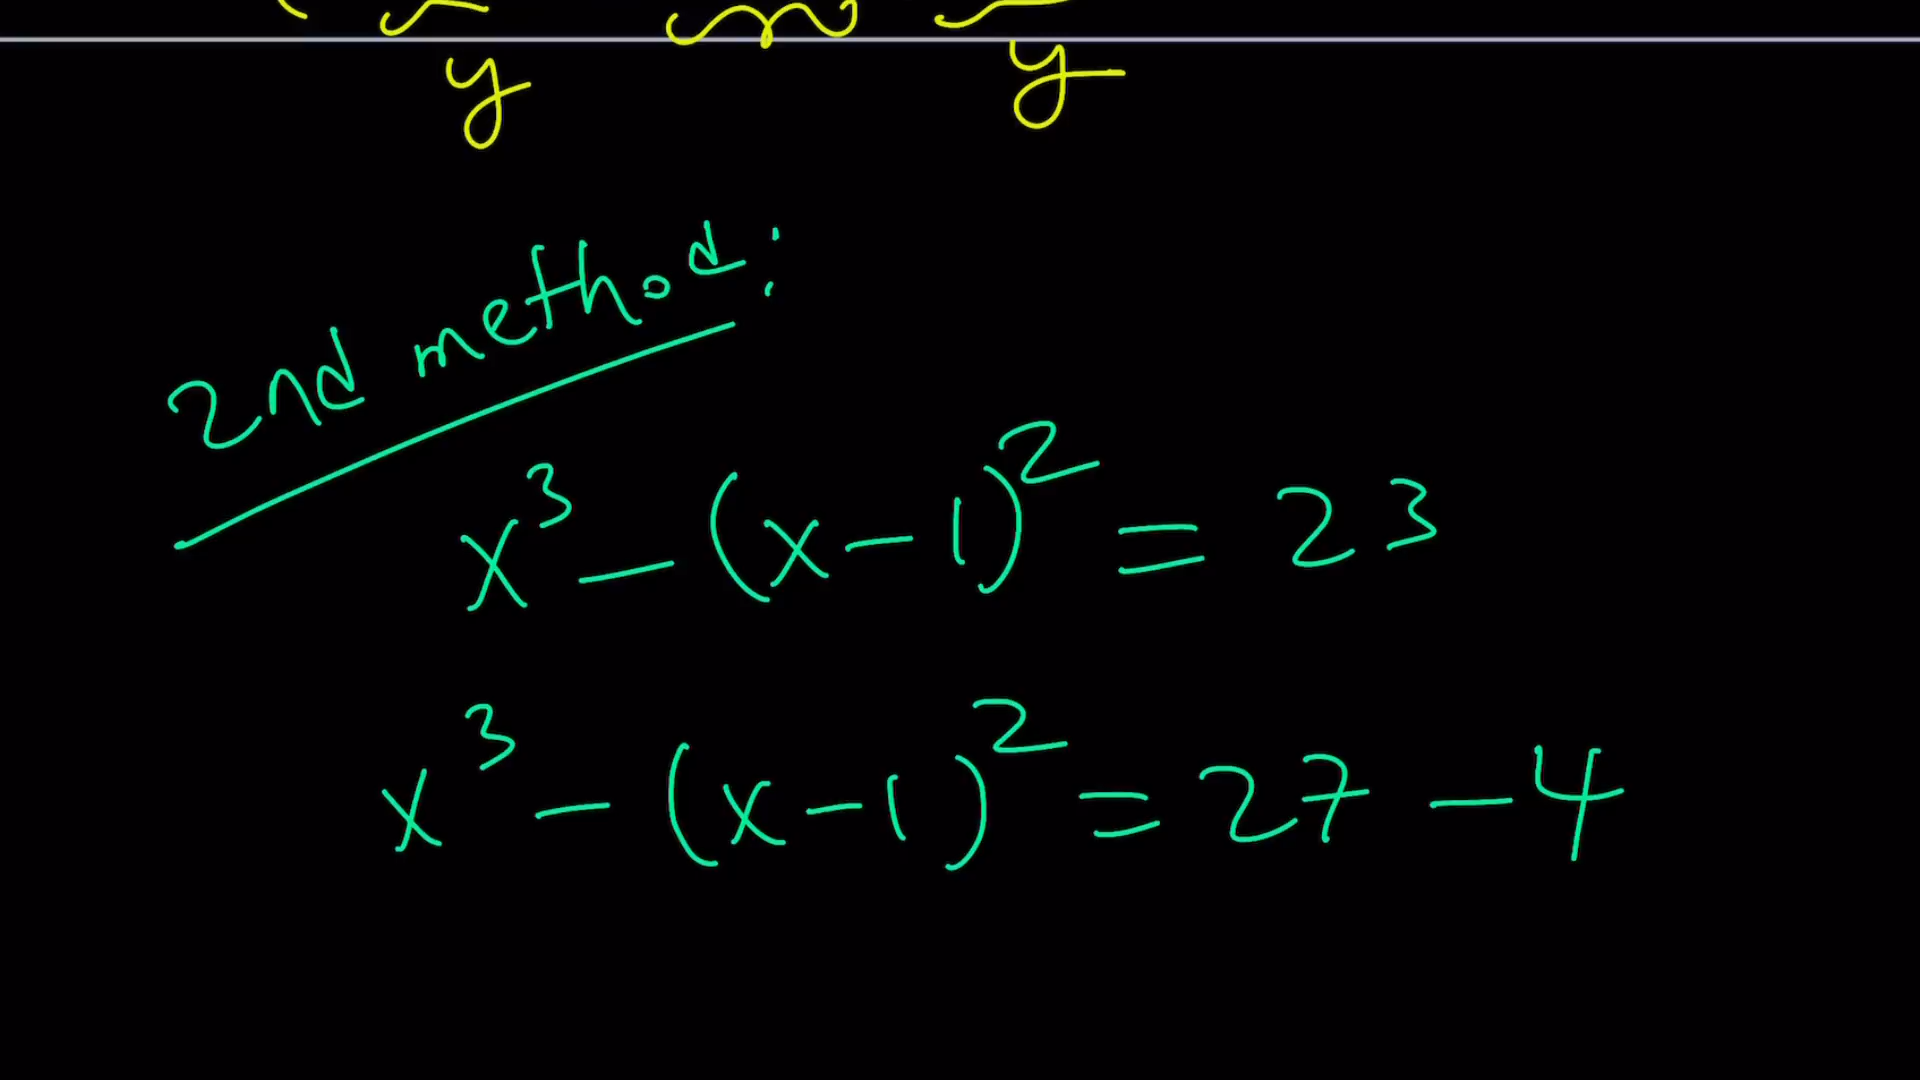 y y
2nd method:
x³ - (x-1)² = 23
x³ - (x-1)² = 27 - 4